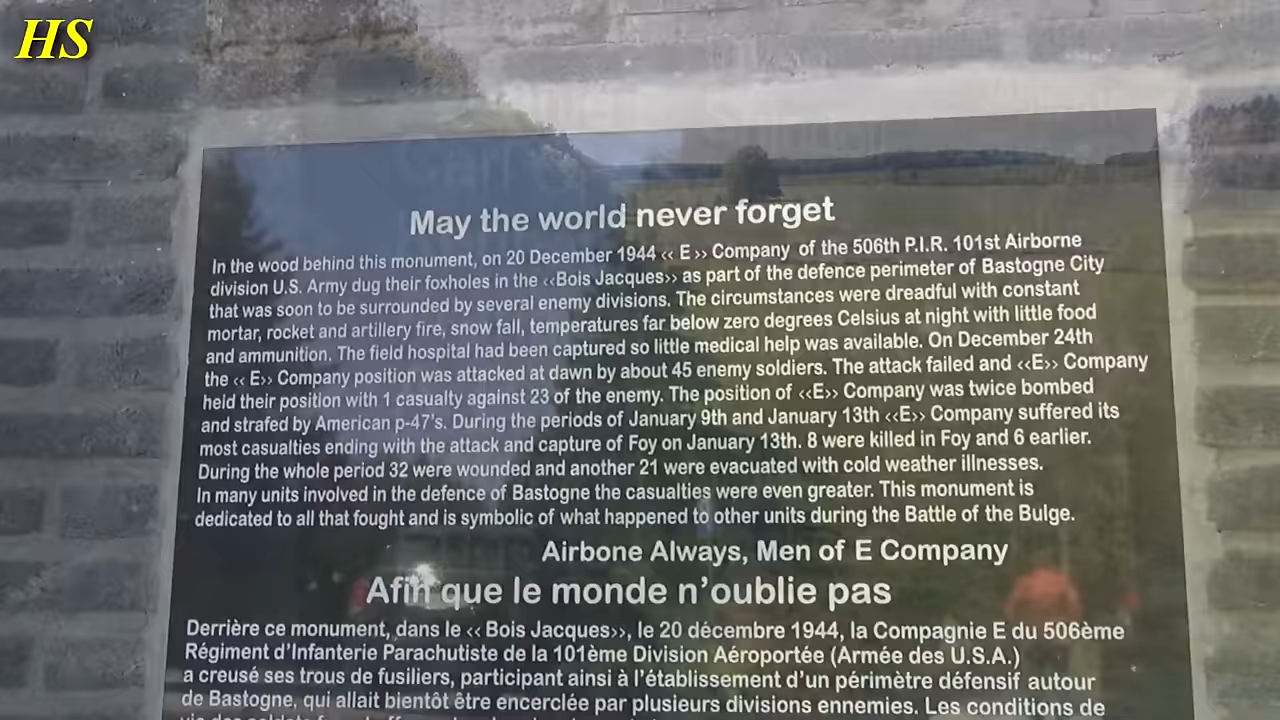 HS
May the world never forget
In the wood behind this monument, on 20 December 1944 ‹‹ E ›› Company of the 506th P.I.R. 101st Airborne
division U.S. Army dug their foxholes in the ‹‹Bois Jacques›› as part of the defence perimeter of Bastogne City
that was soon to be surrounded by several enemy divisions. The circumstances were dreadful with constant
mortar, rocket and artillery fire, snow fall, temperatures far below zero degrees Celsius at night with little food
and ammunition. The field hospital had been captured so little medical help was available. On December 24th
the ‹‹ E›› Company position was attacked at dawn by about 45 enemy soldiers. The attack failed and ‹‹E›› Company
held their position with 1 casualty against 23 of the enemy. The position of ‹‹E›› Company was twice bombed
and strafed by American p-47's. During the periods of January 9th and January 13th ‹‹E›› Company suffered its
most casualties ending with the attack and capture of Foy on January 13th. 8 were killed in Foy and 6 earlier.
During the whole period 32 were wounded and another 21 were evacuated with cold weather illnesses.
In many units involved in the defence of Bastogne the casualties were even greater. This monument is
dedicated to all that fought and is symbolic of what happened to other units during the Battle of the Bulge.
Airbone Always, Men of E Company
Afin que le monde n'oublie pas
Derrière ce monument, dans le ‹‹ Bois Jacques››, le 20 décembre 1944, la Compagnie E du 506ème
Régiment d'Infanterie Parachutiste de la 101ème Division Aéroportée (Armée des U.S.A.)
a creusé ses trous de fusiliers, participant ainsi à l'établissement d'un périmètre défensif autour
de Bastogne, qui allait bientôt être encerclée par plusieurs divisions ennemies. Les conditions de